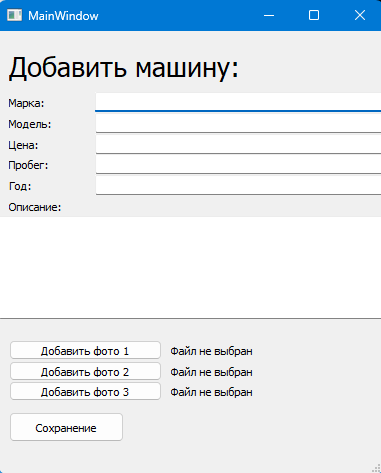 MainWindow
Добавить машину:
Марка:
Модель:
Цена:
Пробег:
Год:
Описание:
Добавить фото 1 Файл не выбран
Добавить фото 2 Файл не выбран
Добавить фото 3 Файл не выбран
Сохранение